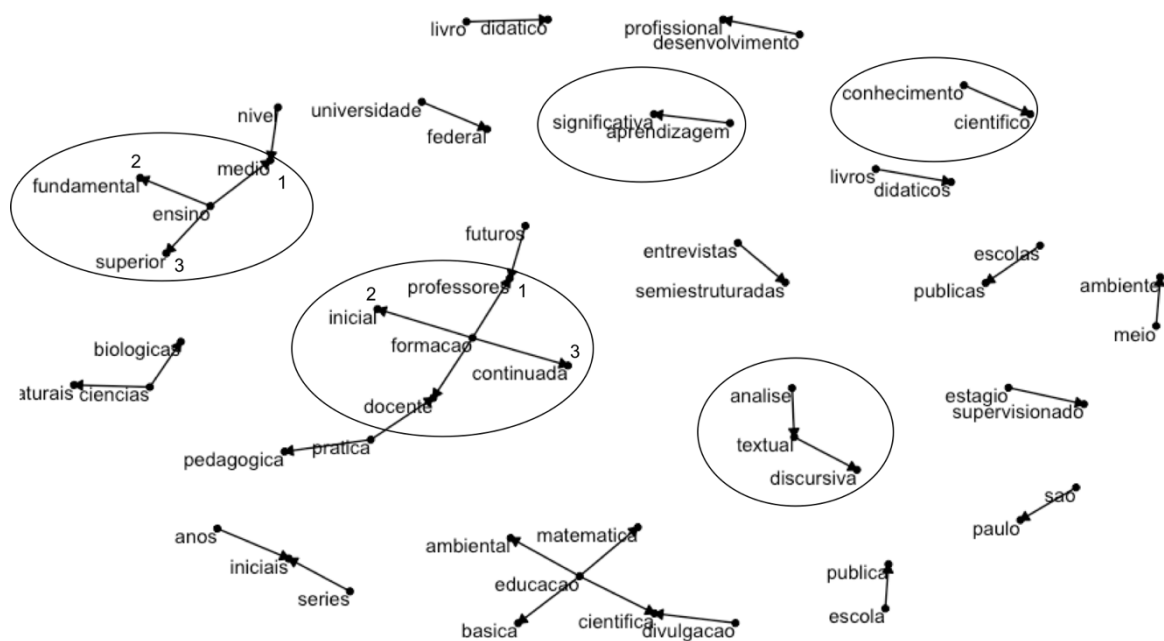 livro didatico
profissional
desenvolvimento
nivel
universidade
federal
significativa
aprendizagem
conhecimento
cientifico
medio
1
2
fundamental
ensino
superior
3
livros
didaticos
futuros
professores
1
2
inicial
formacao
3
continuada
docente
pratica
pedagogica
entrevistas
semiestruturadas
escolas
publicas
ambiente
meio
biologicas
aturais ciencias
analise
textual
discursiva
estagio
supervisionado
sao
paulo
anos
iniciais
series
ambiental
matematica
educacao
basica
cientifica
divulgacao
publica
escola